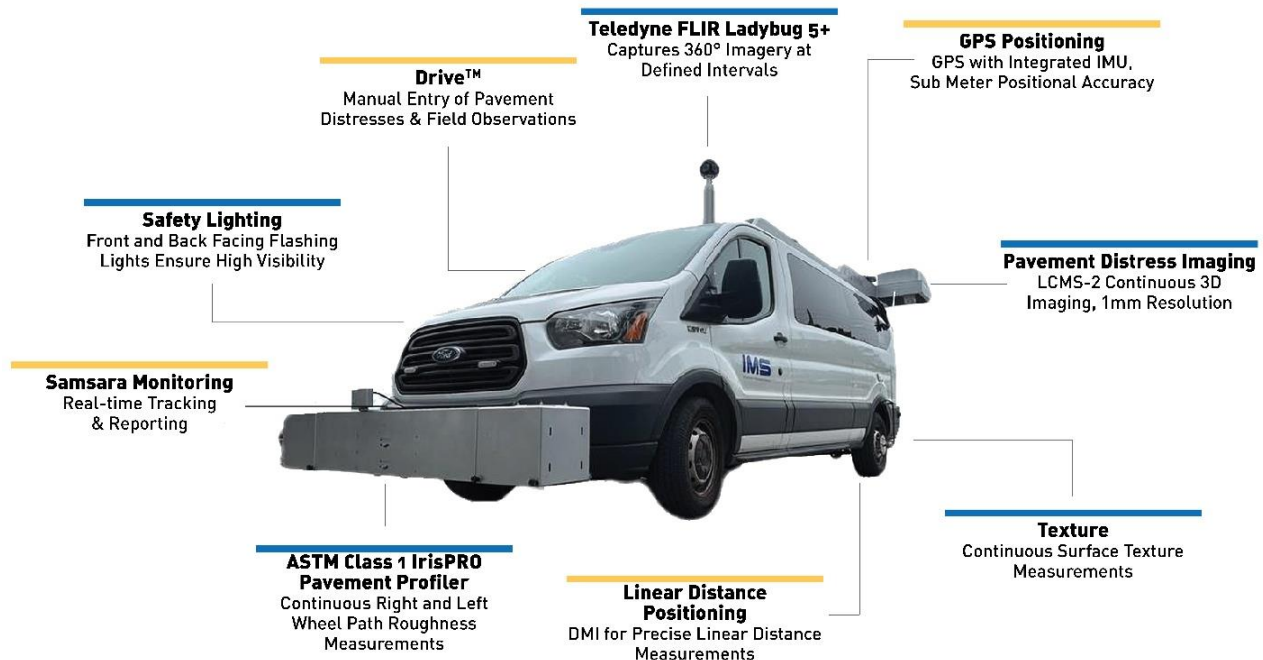 Teledyne FLIR Ladybug 5+
Captures 360° Imagery at
Defined Intervals
GPS Positioning
GPS with Integrated IMU,
Sub Meter Positional Accuracy
Drive™
Manual Entry of Pavement
Distresses & Field Observations
Safety Lighting
Front and Back Facing Flashing
Lights Ensure High Visibility
Pavement Distress Imaging
LCMS-2 Continuous 3D
Imaging, 1mm Resolution
Samsara Monitoring
Real-time Tracking
& Reporting
Ford
IMS
Texture
Continuous Surface Texture
Measurements
ASTM Class 1 IrisPRO
Pavement Profiler
Continuous Right and Left
Wheel Path Roughness
Measurements
Linear Distance
Positioning
DMI for Precise Linear Distance
Measurements